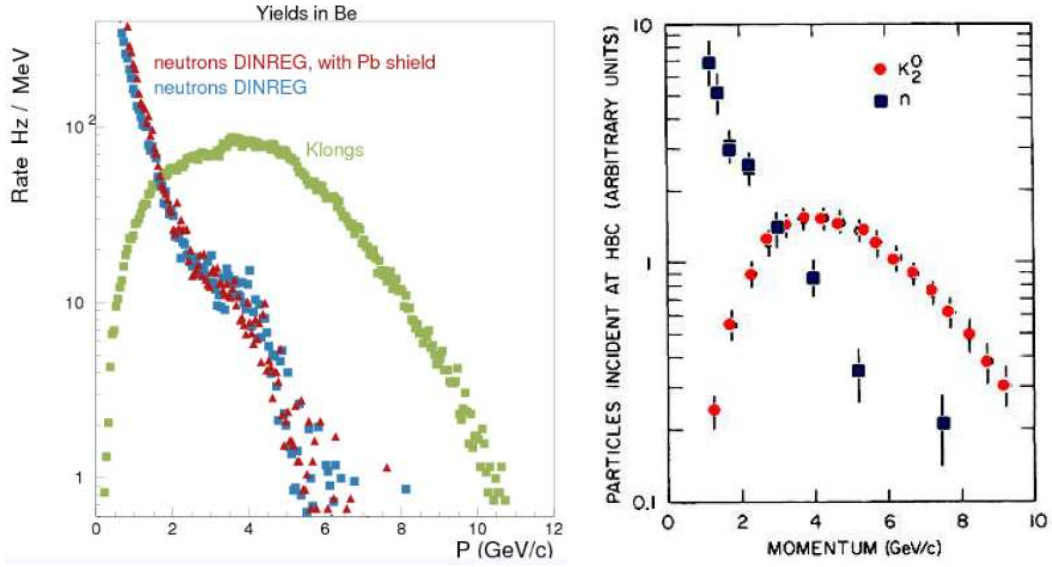 Yields in Be
Rate Hz / MeV
neutrons DINREG, with Pb shield
neutrons DINREG
Klongs
10²
10
1
0 2 4 6 8 10 12
P (GeV/c)
PARTICLES INCIDENT AT HBC (ARBITRARY UNITS)
10
1
0.1
K₂⁰
n
0 2 4 6 8 10
MOMENTUM (GeV/c)